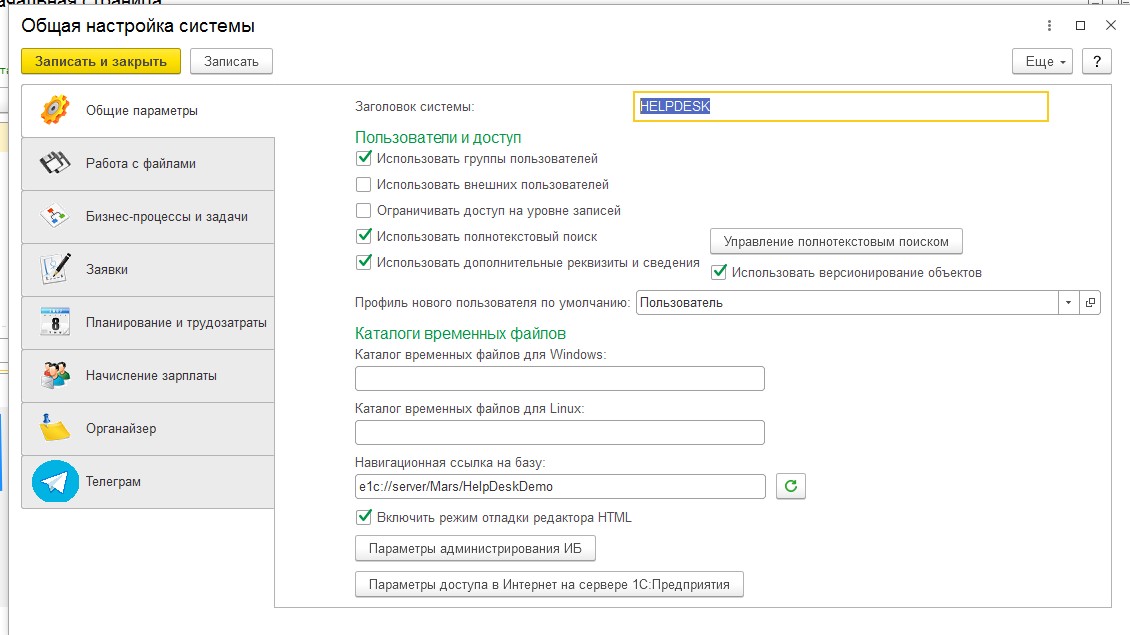 Общая настройка системы
Записать и закрыть
Записать
Еще
?
Общие параметры
Работа с файлами
Бизнес-процессы и задачи
Заявки
8
Планирование и трудозатраты
Начисление зарплаты
Органайзер
Телеграм
Заголовок системы:
HELPDESK
Пользователи и доступ
Использовать группы пользователей
Использовать внешних пользователей
Ограничивать доступ на уровне записей
Использовать полнотекстовый поиск
Управление полнотекстовым поиском
Использовать дополнительные реквизиты и сведения
Использовать версионирование объектов
Профиль нового пользователя по умолчанию:
Пользователь
Каталоги временных файлов
Каталог временных файлов для Windows:
Каталог временных файлов для Linux:
Навигационная ссылка на базу:
e1c://server/Mars/HelpDeskDemo
Включить режим отладки редактора HTML
Параметры администрирования ИБ
Параметры доступа в Интернет на сервере 1С:Предприятия